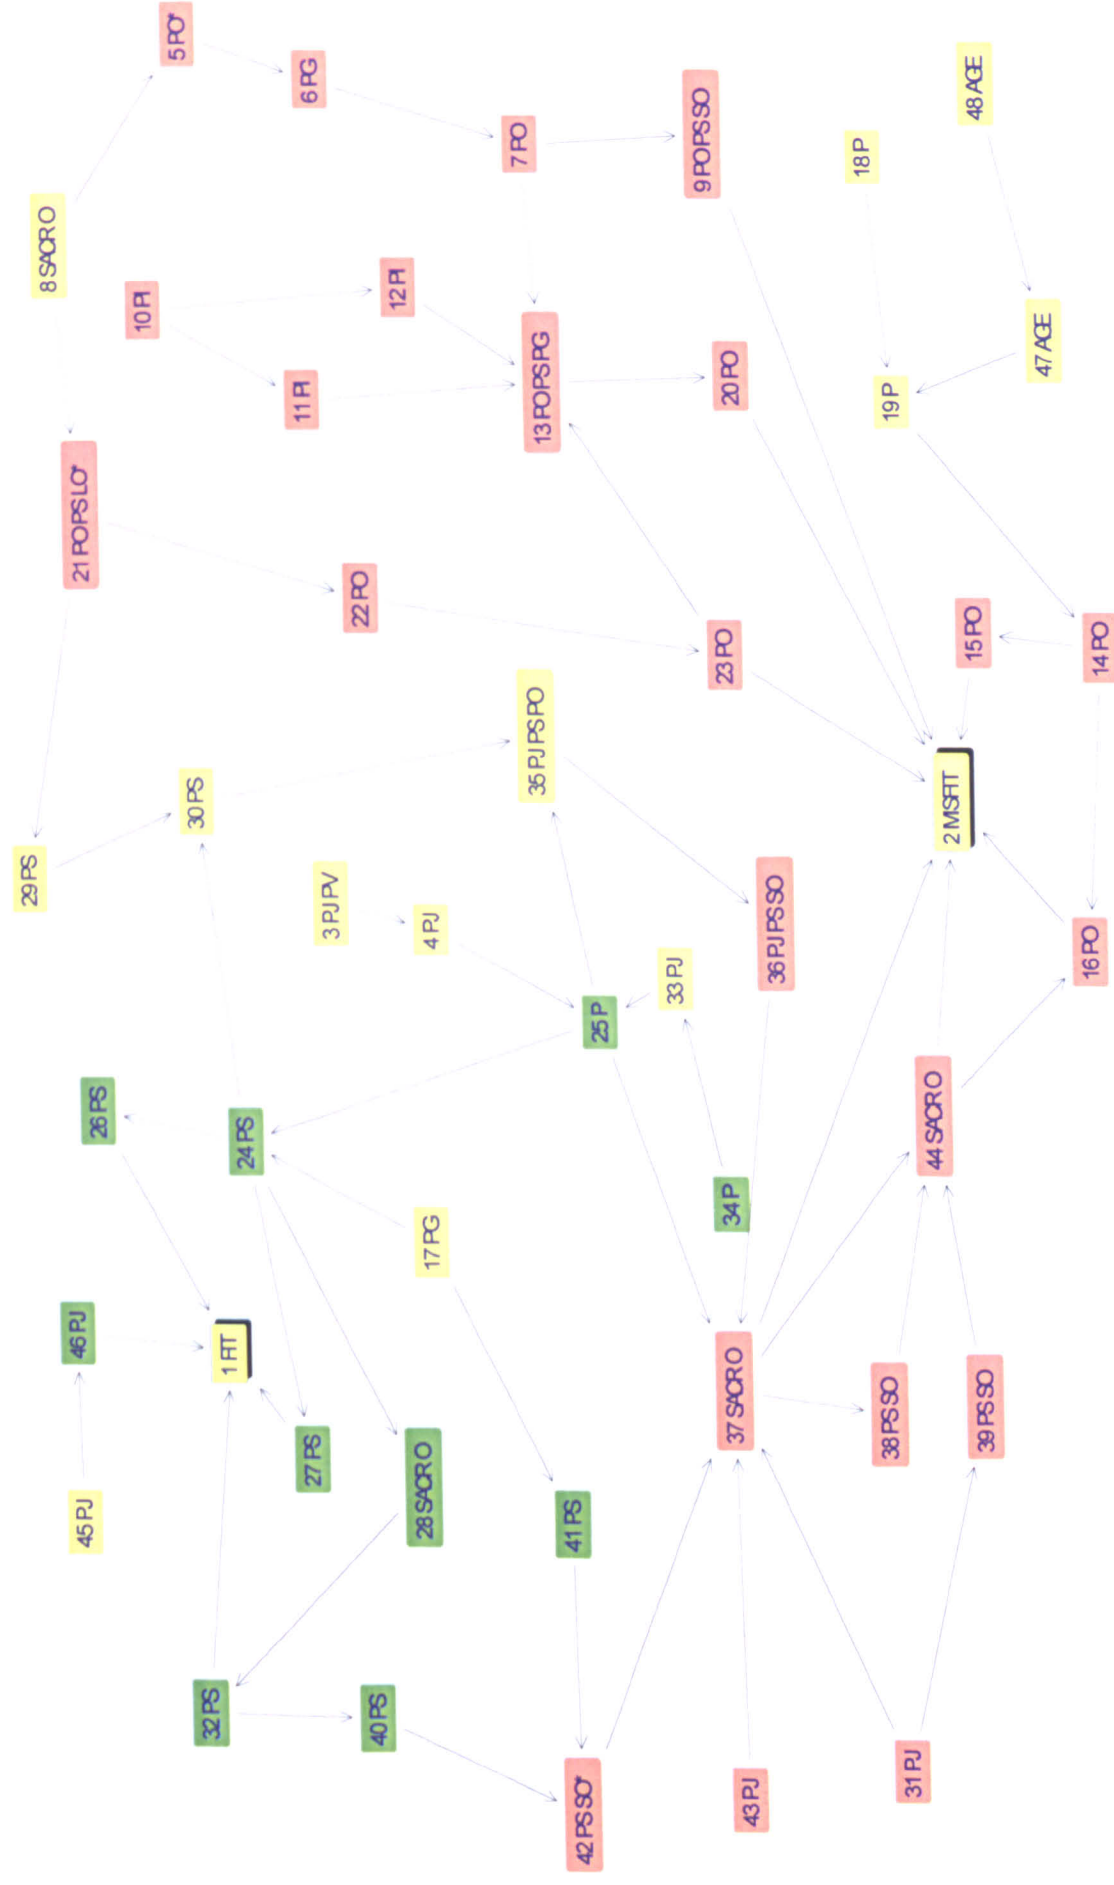 5 PO*
6 PG
7 PO
9 PO PS SO
48 AGE
18 P
8 SACR O
10 PI
12 PI
11 PI
13 PO PS PG
20 PO
47 AGE
19 P
21 PO PS LO*
22 PO
23 PO
15 PO
14 PO
29 PS
30 PS
35 PJ PS PO
2 MSFIT
3 PJ PV
4 PJ
33 PJ
36 PJ PS SO
16 PO
25 P
26 PS
24 PS
34 P
44 SACR O
17 PG
46 PJ
1 FIT
37 SACR O
38 PS SO
39 PS SO
45 PJ
27 PS
28 SACR O
41 PS
32 PS
40 PS
42 PS SO*
43 PJ
31 PJ